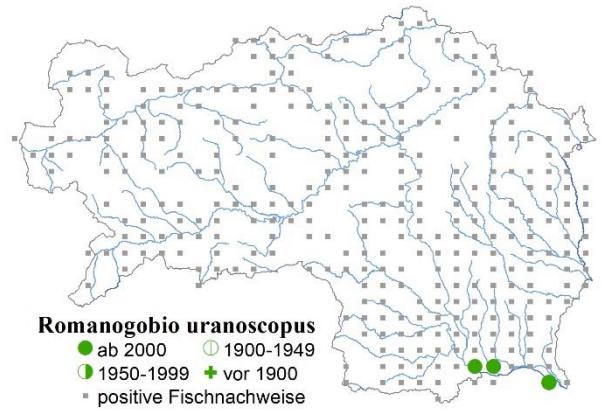 Romanogobio uranoscopus
ab 2000 1900-1949
1950-1999 vor 1900
positive Fischnachweise